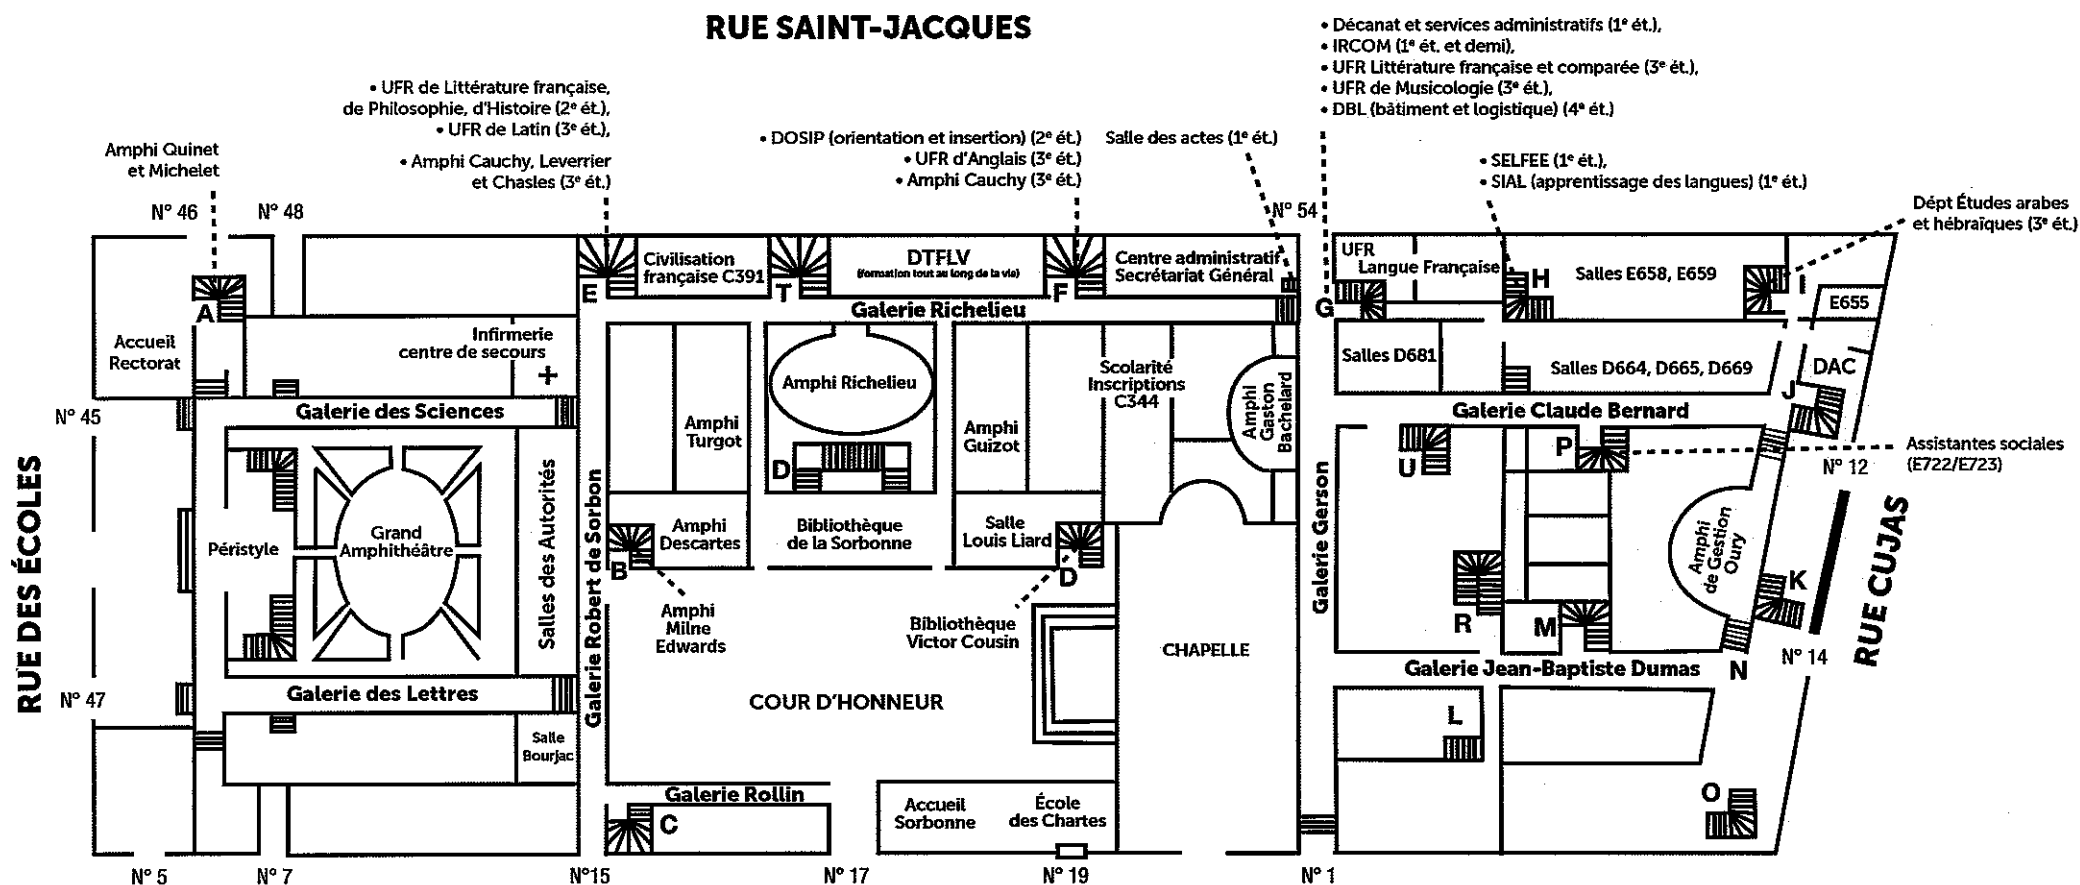 RUE SAINT-JACQUES
• Décanat et services administratifs (1e ét.),
• IRCOM (1e ét. et demi),
• UFR Littérature française et comparée (3e ét.),
• UFR de Musicologie (3e ét.),
• DBL (bâtiment et logistique) (4e ét.)
• UFR de Littérature française,
de Philosophie, d'Histoire (2e ét.),
• UFR de Latin (3e ét.),
• Amphi Cauchy, Leverrier
et Chasles (3e ét.)
• DOSIP (orientation et insertion) (2e ét.)
• UFR d'Anglais (3e ét.)
• Amphi Cauchy (3e ét.)
Salle des actes (1e ét.)
Amphi Quinet
et Michelet
• SELFEE (1e ét.),
• SIAL (apprentissage des langues) (1e ét.)
Dépt Études arabes
et hébraïques (3e ét.)
N° 46
N° 48
N° 54
Civilisation
française C391
DTFLV
(formation tout au long de la vie)
Centre administratif
Secrétariat Général
UFR
Langue Française
Salles E658, E659
E655
A
E
T
F
G
H
I
Galerie Richelieu
Accueil
Rectorat
Infirmerie
centre de secours
Amphi Richelieu
Scolarité
Inscriptions
C344
Amphi
Gaston
Bachelard
Salles D681
Salles D664, D665, D669
DAC
J
N° 45
Galerie des Sciences
Galerie Claude Bernard
Amphi
Turgot
Amphi
Guizot
D
U
P
Assistantes sociales
(E722/E723)
N° 12
RUE DES ÉCOLES
Péristyle
Grand
Amphithéâtre
Salles des Autorités
Galerie Robert de Sorbon
Amphi
Descartes
Bibliothèque
de la Sorbonne
Salle
Louis Liard
B
D
Amphi
Milne
Edwards
Bibliothèque
Victor Cousin
CHAPELLE
Galerie Gerson
R
M
Amphi
de Gestion
Oury
K
RUE CUJAS
N° 14
N
Galerie Jean-Baptiste Dumas
N° 47
Galerie des Lettres
COUR D'HONNEUR
L
Salle
Bourjac
Galerie Rollin
C
Accueil
Sorbonne
École
des Chartes
O
N° 5
N° 7
N°15
N° 17
N° 19
N° 1